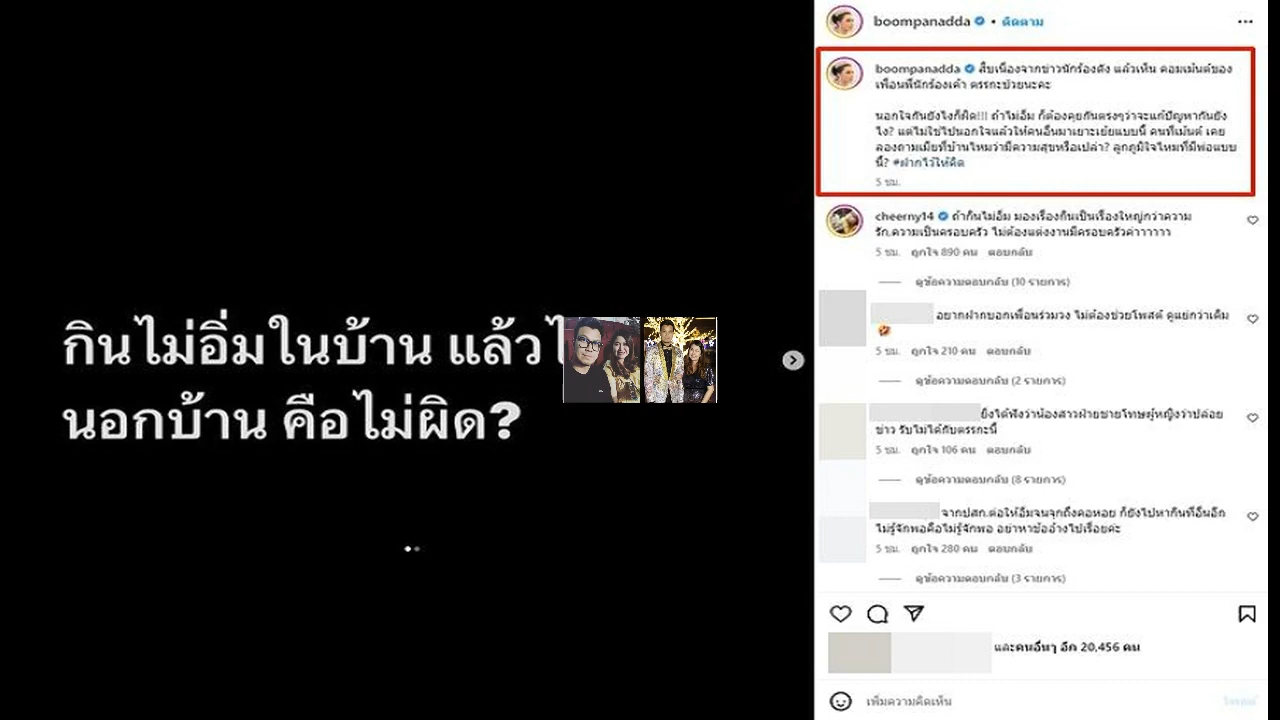 กินไม่อิ่มในบ้าน แล้วไ
นอกบ้าน คือไม่ผิด?
boompanadda • ติดตาม
boompanadda สืบเนื่องจากข่าวนักร้องดัง แล้วเห็น คอมเม้นต์ของ
เพื่อนพี่นักร้องเค้า ตรรกะป่วยนะคะ
นอกใจกันยังไงก็ผิด!!! ถ้าไม่อิ่ม ก็ต้องคุยกันตรงๆว่าจะแก้ปัญหากันยัง
ไง? แต่ไม่ใช่ไปนอกใจแล้วให้คนอื่นมาเยาะเย้ยแบบนี้ คนที่เม้นต์ เคย
ลองถามเมียที่บ้านไหมว่ามีความสุขหรือเปล่า? ลูกภูมิใจไหมที่มีพ่อแบบ
นี้? #ฝากไว้ให้คิด
5 ชม.
cheerny14 ถ้ากินไม่อิ่ม มองเรื่องกินเป็นเรื่องใหญ่กว่าความ
รัก.ความเป็นครอบครัว ไม่ต้องแต่งงานมีครอบครัวค่าาาาาา
5 ชม. ถูกใจ 890 คน ตอบกลับ
ดูข้อความตอบกลับ (10 รายการ)
อยากฝากบอกเพื่อนร่วมวง ไม่ต้องช่วยโพสต์ ดูแย่กว่าเดิม
5 ชม. ถูกใจ 210 คน ตอบกลับ
ดูข้อความตอบกลับ (2 รายการ)
ยิ่งได้ฟังว่าน้องสาวฝ่ายชายโทษผู้หญิงว่าปล่อย
ข่าว รับไม่ได้กับตรรกะนี้
5 ชม. ถูกใจ 106 คน ตอบกลับ
ดูข้อความตอบกลับ (8 รายการ)
จากปสก.ต่อให้อิ่มจนจุกถึงคอหอย ก็ยังไปหากินที่อื่นอีก
ไม่รู้จักพอคือไม่รู้จักพอ อย่าหาข้ออ้างไปเรื่อยค่ะ
5 ชม. ถูกใจ 280 คน ตอบกลับ
ดูข้อความตอบกลับ (3 รายการ)
และคนอื่นๆ อีก 20,456 คน
เพิ่มความคิดเห็น
โพสต์